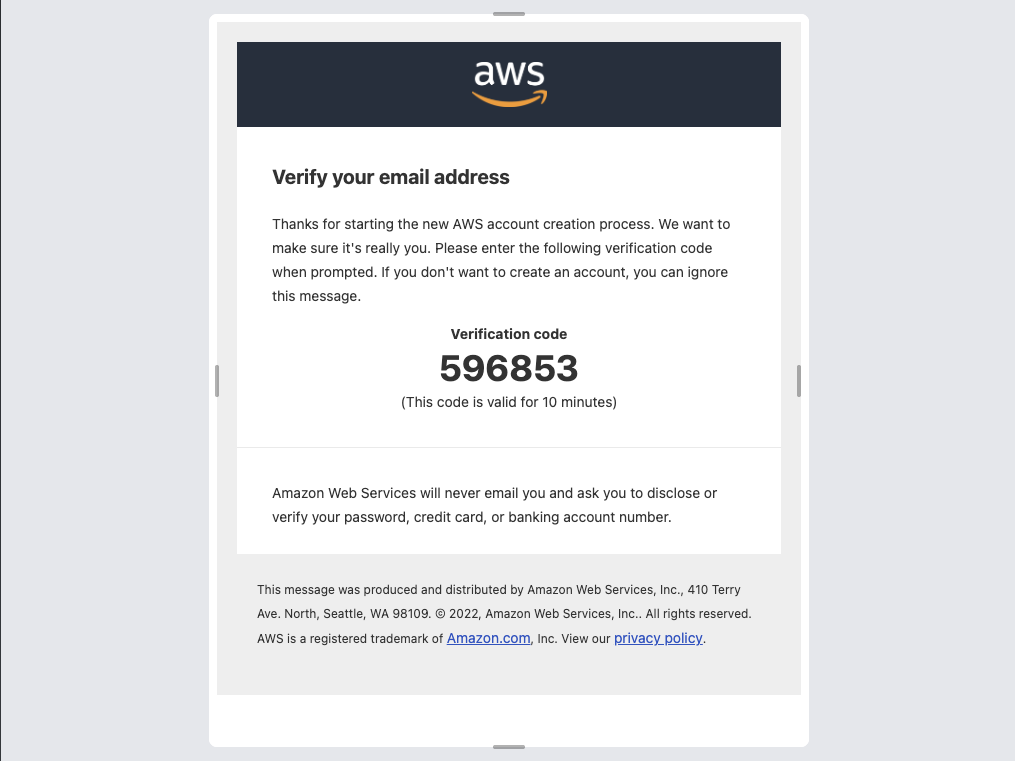 aws
Verify your email address
Thanks for starting the new AWS account creation process. We want to
make sure it's really you. Please enter the following verification code
when prompted. If you don't want to create an account, you can ignore
this message.
Verification code
596853
(This code is valid for 10 minutes)
Amazon Web Services will never email you and ask you to disclose or
verify your password, credit card, or banking account number.
This message was produced and distributed by Amazon Web Services, Inc., 410 Terry
Ave. North, Seattle, WA 98109. © 2022, Amazon Web Services, Inc.. All rights reserved.
AWS is a registered trademark of Amazon.com, Inc. View our privacy policy.